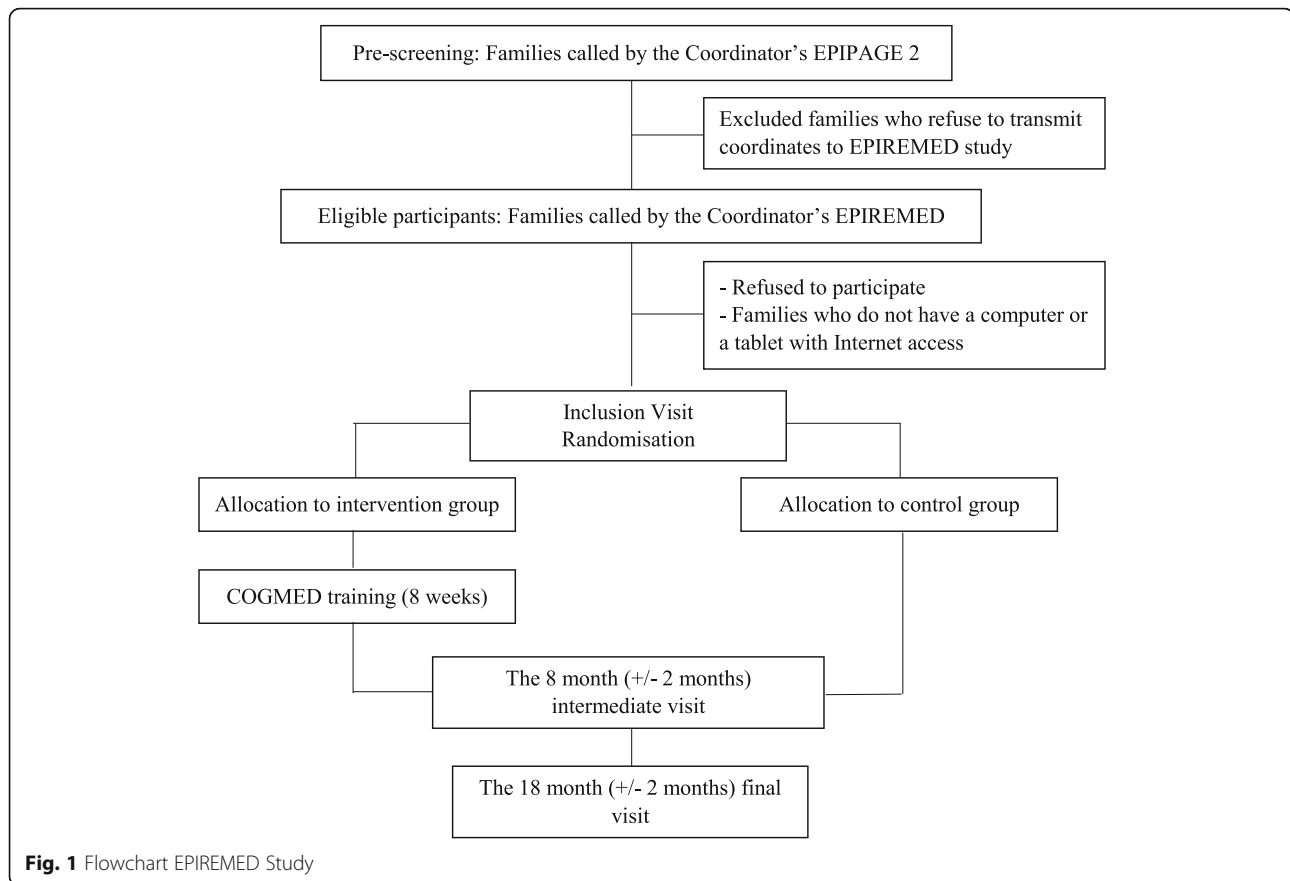 Pre-screening: Families called by the Coordinator's EPIPAGE 2
Excluded families who refuse to transmit
coordinates to EPIREMED study
Eligible participants: Families called by the Coordinator's EPIREMED
- Refused to participate
- Families who do not have a computer or
a tablet with Internet access
Inclusion Visit
Randomisation
Allocation to intervention group
Allocation to control group
COGMED training (8 weeks)
The 8 month (+/- 2 months)
intermediate visit
The 18 month (+/- 2 months) final
visit
Fig. 1 Flowchart EPIREMED Study